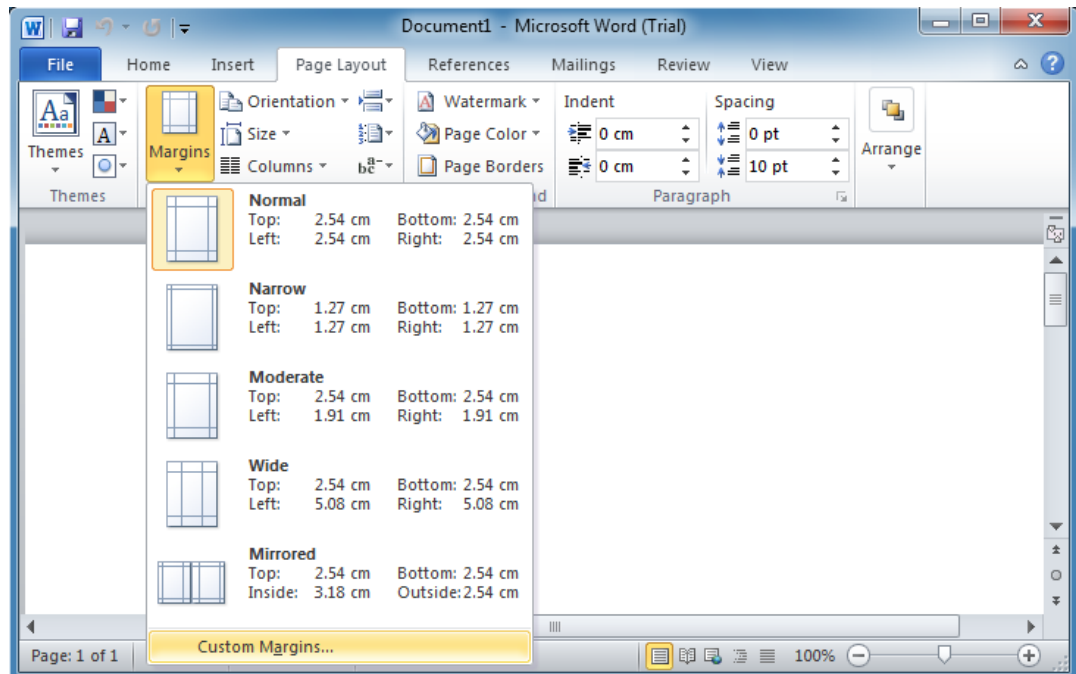 Document1 - Microsoft Word (Trial)
File Home Insert Page Layout References Mailings Review View
Orientation Watermark Indent Spacing
Size Page Color 0 cm 0 pt
Themes Margins Columns Page Borders 0 cm 10 pt Arrange
Themes Paragraph
Normal
Top: 2.54 cm Bottom: 2.54 cm
Left: 2.54 cm Right: 2.54 cm
Narrow
Top: 1.27 cm Bottom: 1.27 cm
Left: 1.27 cm Right: 1.27 cm
Moderate
Top: 2.54 cm Bottom: 2.54 cm
Left: 1.91 cm Right: 1.91 cm
Wide
Top: 2.54 cm Bottom: 2.54 cm
Left: 5.08 cm Right: 5.08 cm
Mirrored
Top: 2.54 cm Bottom: 2.54 cm
Inside: 3.18 cm Outside: 2.54 cm
Custom Margins...
Page: 1 of 1 100%